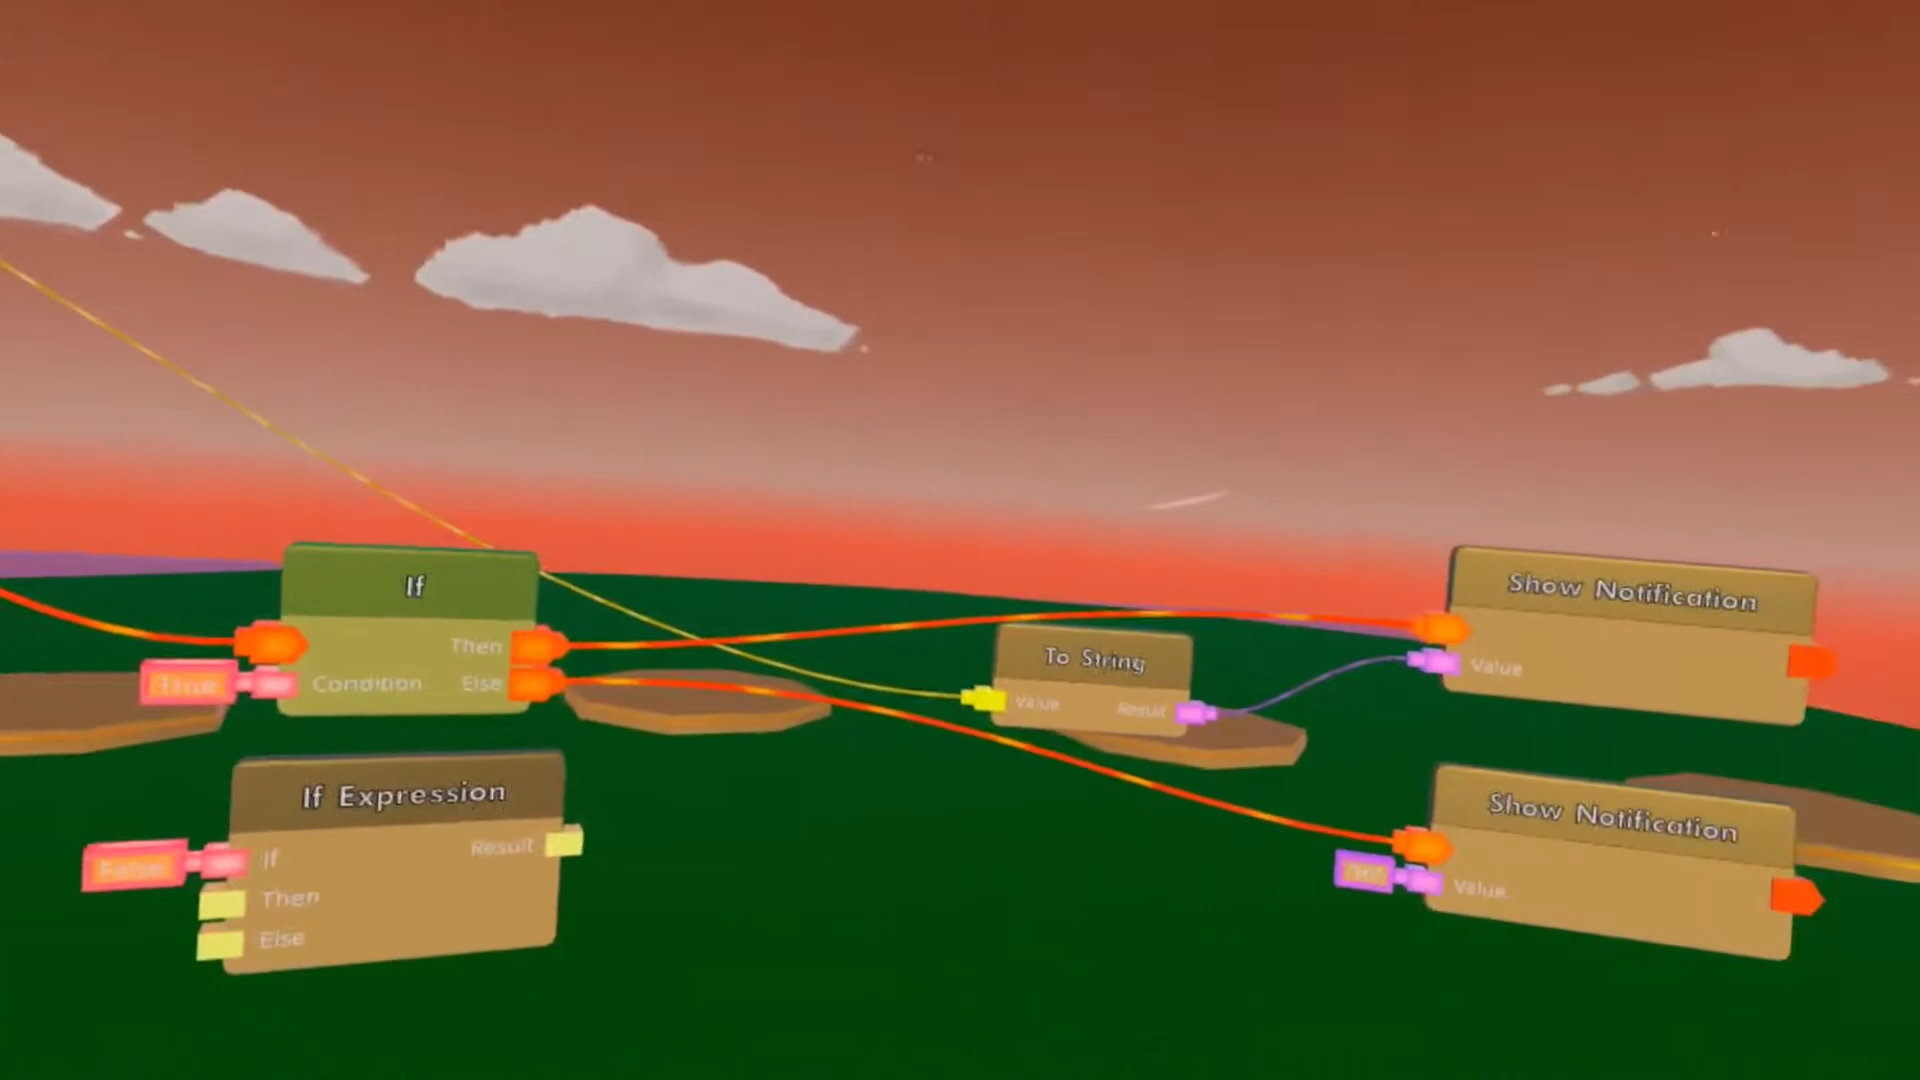 If
Then
True
Condition
Else
To String
Value
Result
Show Notification
Value
If Expression
False
If
Result
Then
Else
Show Notification
Value